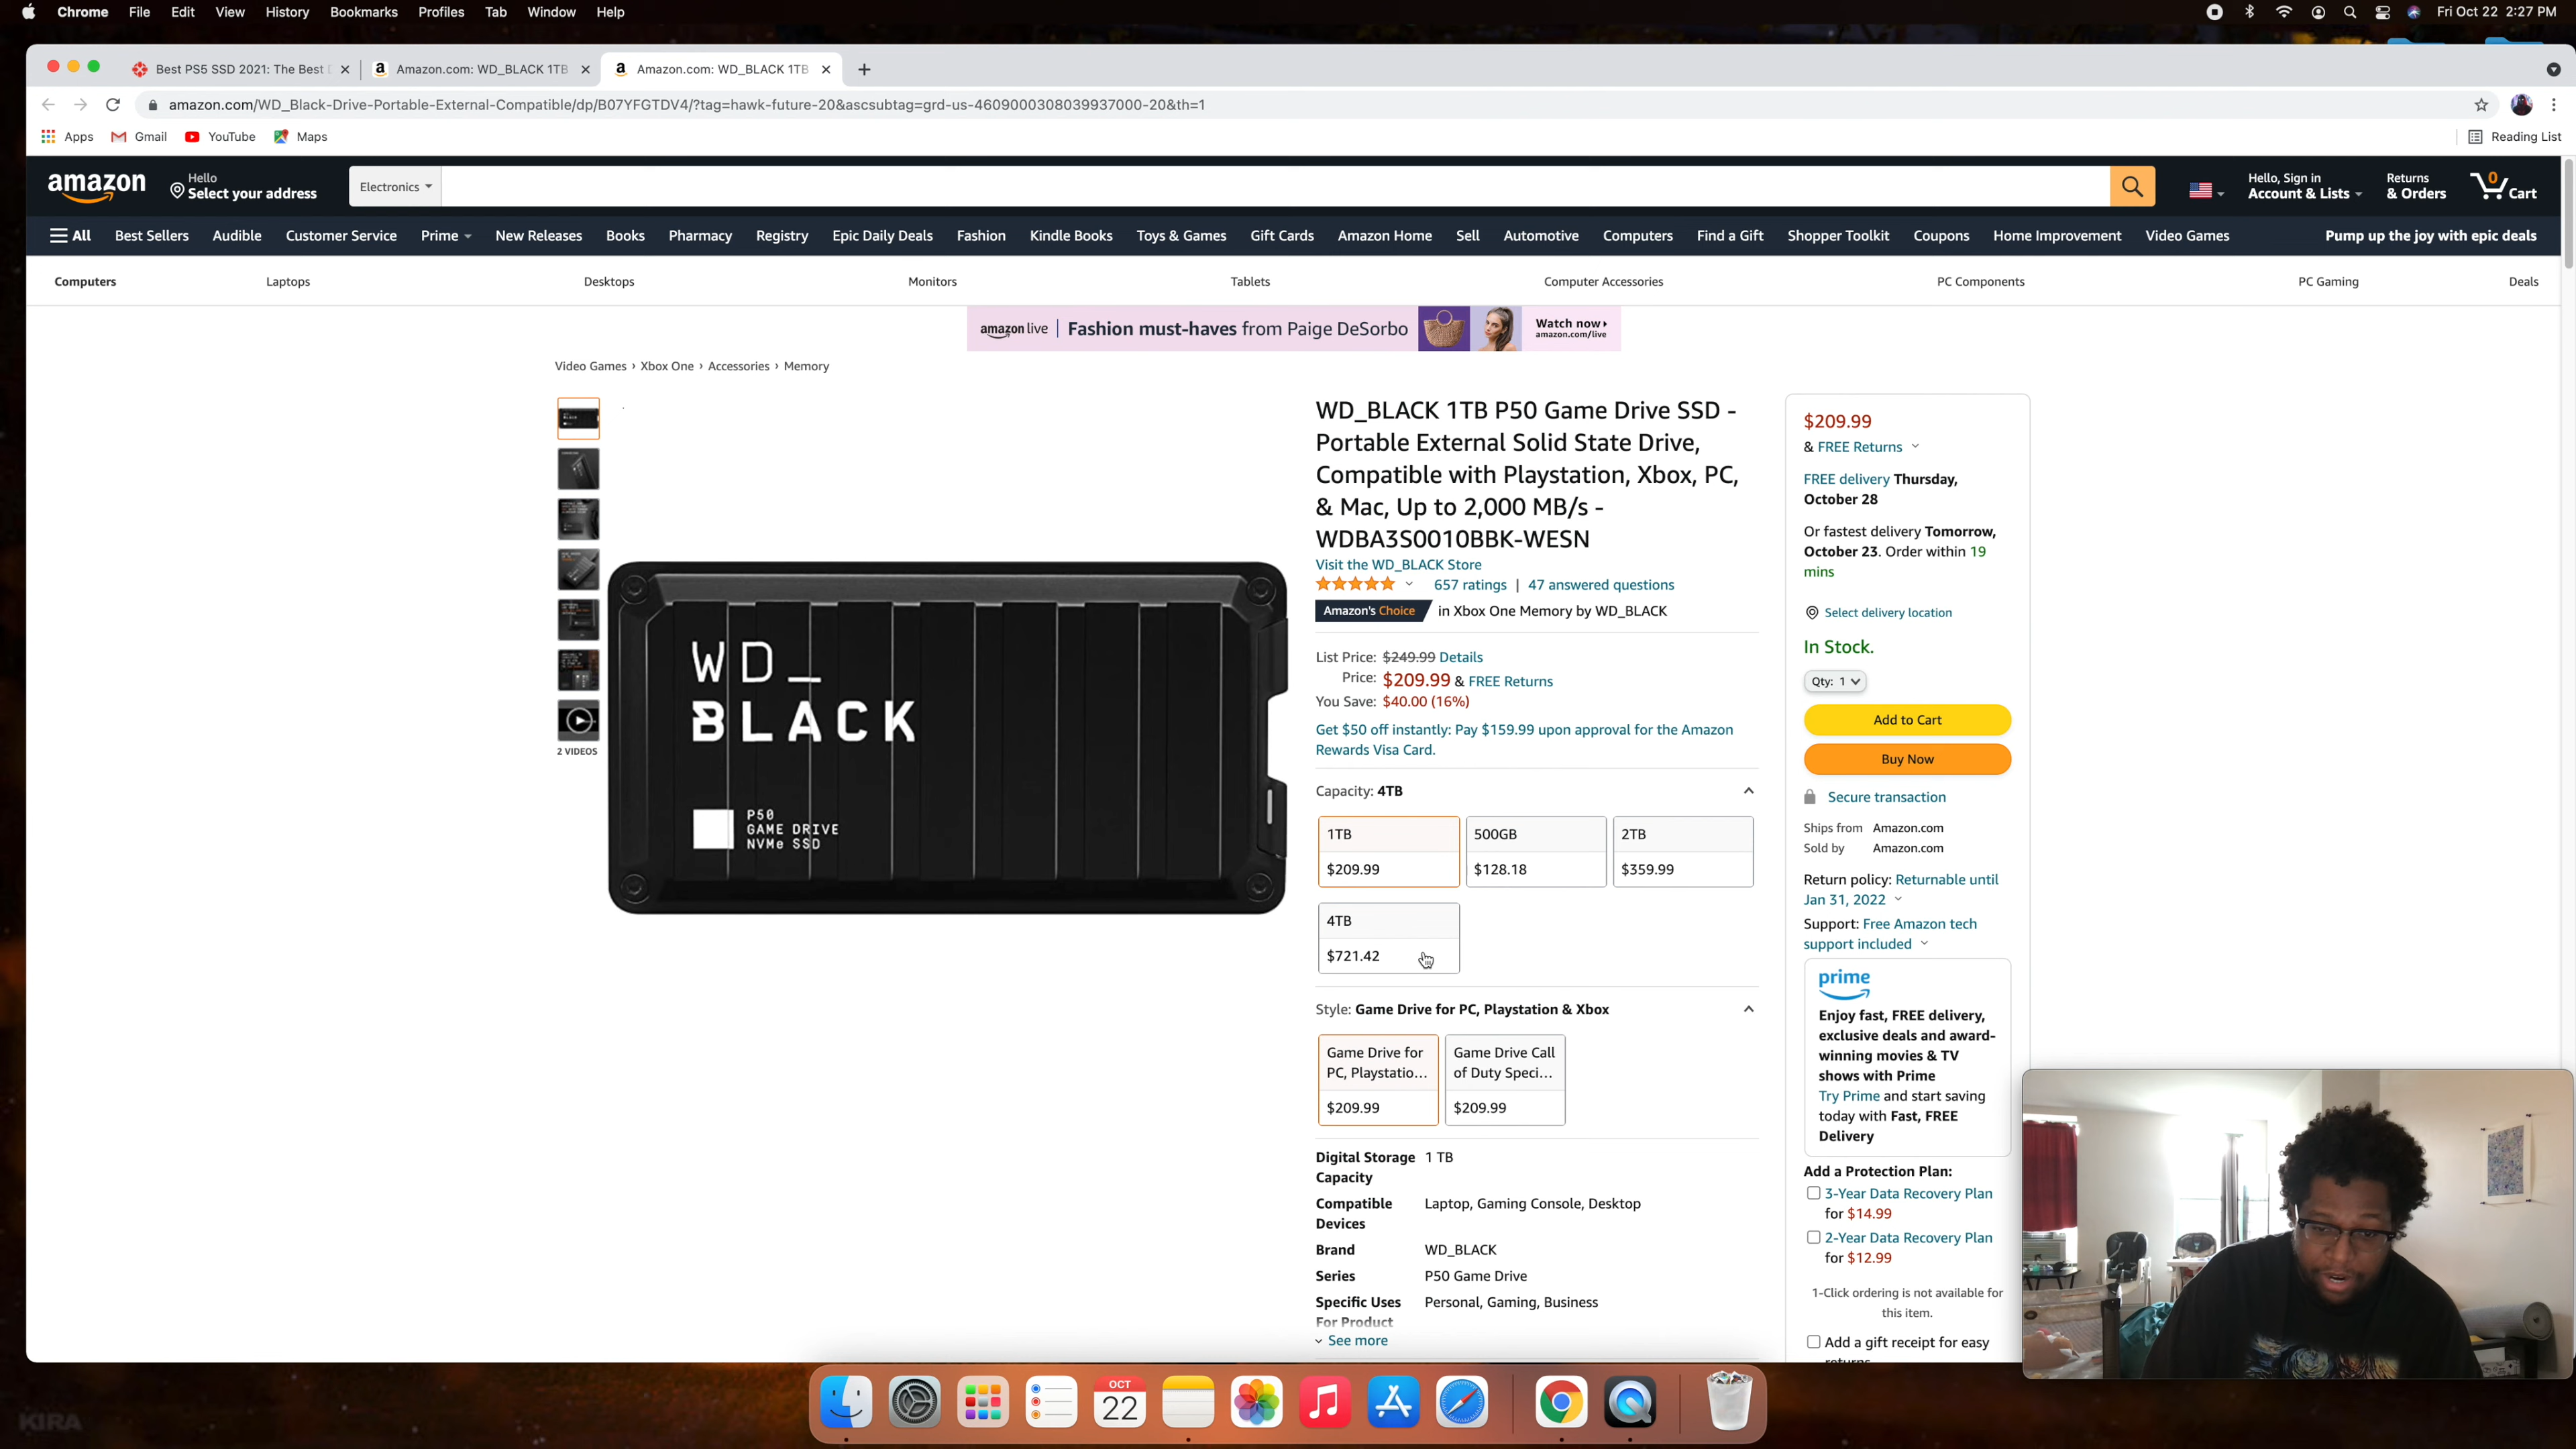 Chrome File Edit View History Bookmarks Profiles Tab Window Help
Fri Oct 22 2:27 PM
Best PS5 SSD 2021: The Best
Amazon.com: WD_BLACK 1TB
Amazon.com: WD_BLACK 1TB
amazon.com/WD_Black-Drive-Portable-External-Compatible/dp/B07YFGTDV4/?tag=hawk-future-20&ascsubtag=grd-us-4609000308039937000-20&th=1
Apps Gmail YouTube Maps
Reading List
amazon
Hello
Select your address
Electronics
Hello, Sign in
Account & Lists
Returns
& Orders
0
Cart
All Best Sellers Audible Customer Service Prime New Releases Books Pharmacy Registry Epic Daily Deals Fashion Kindle Books Toys & Games Gift Cards Amazon Home Sell Automotive Computers Find a Gift Shopper Toolkit Coupons Home Improvement Video Games
Pump up the joy with epic deals
Computers Laptops Desktops Monitors Tablets Computer Accessories PC Components PC Gaming Deals
amazon live | Fashion must-haves from Paige DeSorbo
Watch now
amazon.com/live
Video Games › Xbox One › Accessories › Memory
2 VIDEOS
WD_
BLACK
P50
GAME DRIVE
NVMe SSD
WD_BLACK 1TB P50 Game Drive SSD -
Portable External Solid State Drive,
Compatible with Playstation, Xbox, PC,
& Mac, Up to 2,000 MB/s -
WDBA3S0010BBK-WESN
Visit the WD_BLACK Store
657 ratings | 47 answered questions
Amazon's Choice in Xbox One Memory by WD_BLACK
List Price: $249.99 Details
Price: $209.99 & FREE Returns
You Save: $40.00 (16%)
Get $50 off instantly: Pay $159.99 upon approval for the Amazon
Rewards Visa Card.
Capacity: 4TB
1TB
$209.99
500GB
$128.18
2TB
$359.99
4TB
$721.42
Style: Game Drive for PC, Playstation & Xbox
Game Drive for
PC, Playstatio...
$209.99
Game Drive Call
of Duty Speci...
$209.99
Digital Storage Capacity 1 TB
Compatible Devices Laptop, Gaming Console, Desktop
Brand WD_BLACK
Series P50 Game Drive
Specific Uses For Product Personal, Gaming, Business
See more
$209.99
& FREE Returns
FREE delivery Thursday,
October 28
Or fastest delivery Tomorrow,
October 23. Order within 19
mins
Select delivery location
In Stock.
Qty: 1
Add to Cart
Buy Now
Secure transaction
Ships from Amazon.com
Sold by Amazon.com
Return policy: Returnable until
Jan 31, 2022
Support: Free Amazon tech
support included
prime
Enjoy fast, FREE delivery,
exclusive deals and award-
winning movies & TV
shows with Prime
Try Prime and start saving
today with Fast, FREE
Delivery
Add a Protection Plan:
3-Year Data Recovery Plan
for $14.99
2-Year Data Recovery Plan
for $12.99
1-Click ordering is not available for
this item.
Add a gift receipt for easy
returns
OCT
22
KIRA